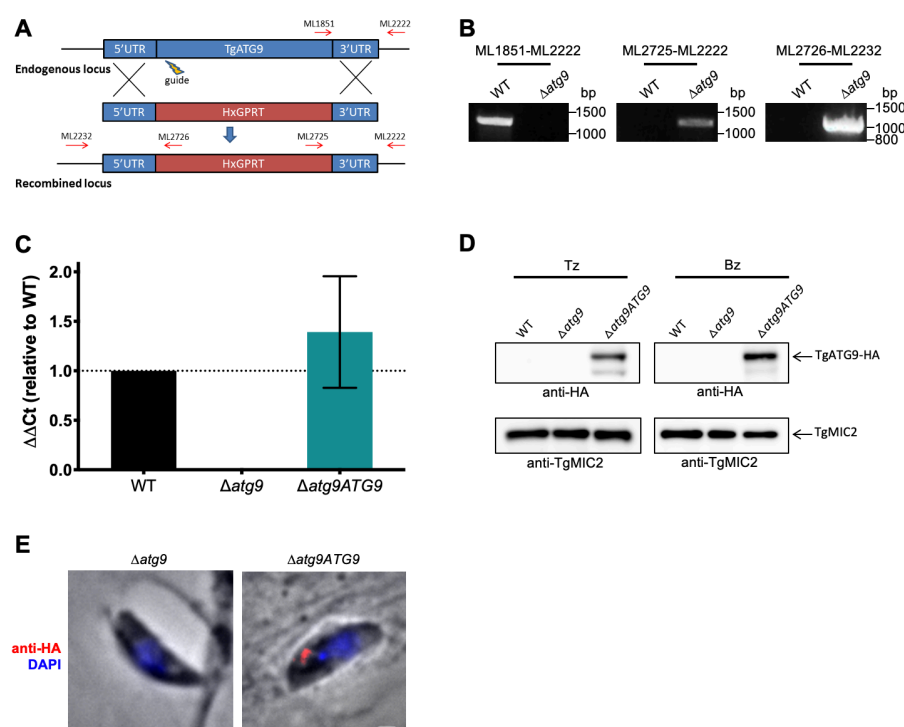 A
ML1851
ML2222
5'UTR
TgATG9
3'UTR
Endogenous locus
guide
5'UTR
HxGPRT
3'UTR
ML2232
ML2726
ML2725
ML2222
5'UTR
HxGPRT
3'UTR
Recombined locus
B
ML1851-ML2222
ML2725-ML2222
ML2726-ML2232
WT
Δatg9
bp
WT
Δatg9
bp
WT
Δatg9
bp
1500
1000
1500
1000
1500
1000
800
C
ΔΔCt (relative to WT)
2.0
1.5
1.0
0.5
0.0
WT
Δatg9
Δatg9ATG9
D
Tz
Bz
WT
Δatg9
Δatg9ATG9
WT
Δatg9
Δatg9ATG9
TgATG9-HA
anti-HA
anti-HA
TgMIC2
anti-TgMIC2
anti-TgMIC2
E
Δatg9
Δatg9ATG9
anti-HA
DAPI